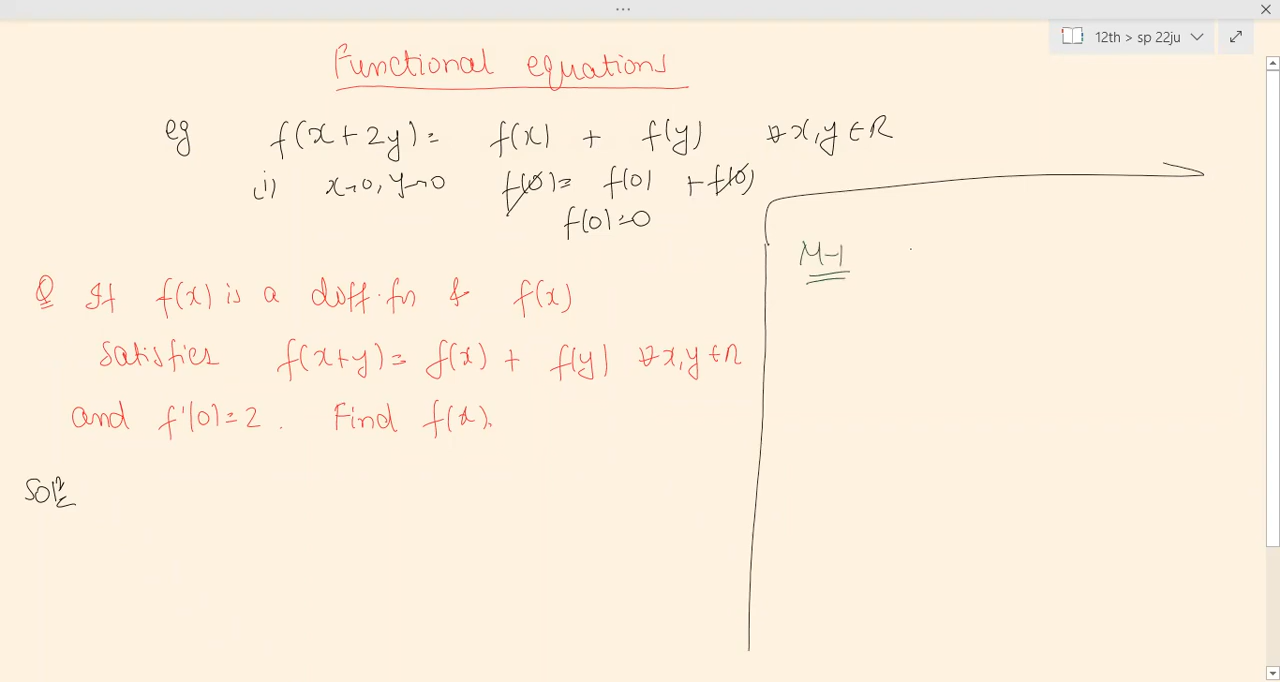 12th > sp 22ju
Functional equations
eg f(x+2y) = f(x) + f(y) ∀x,y ∈ R
(i) x→0, y→0 f(0) = f(0) + f(0)
f(0) = 0
Q If f(x) is a diff. fn & f(x)
satisfies f(x+y) = f(x) + f(y) ∀x,y ∈ R
and f'(0) = 2. Find f(x).
Solⁿ
M-1